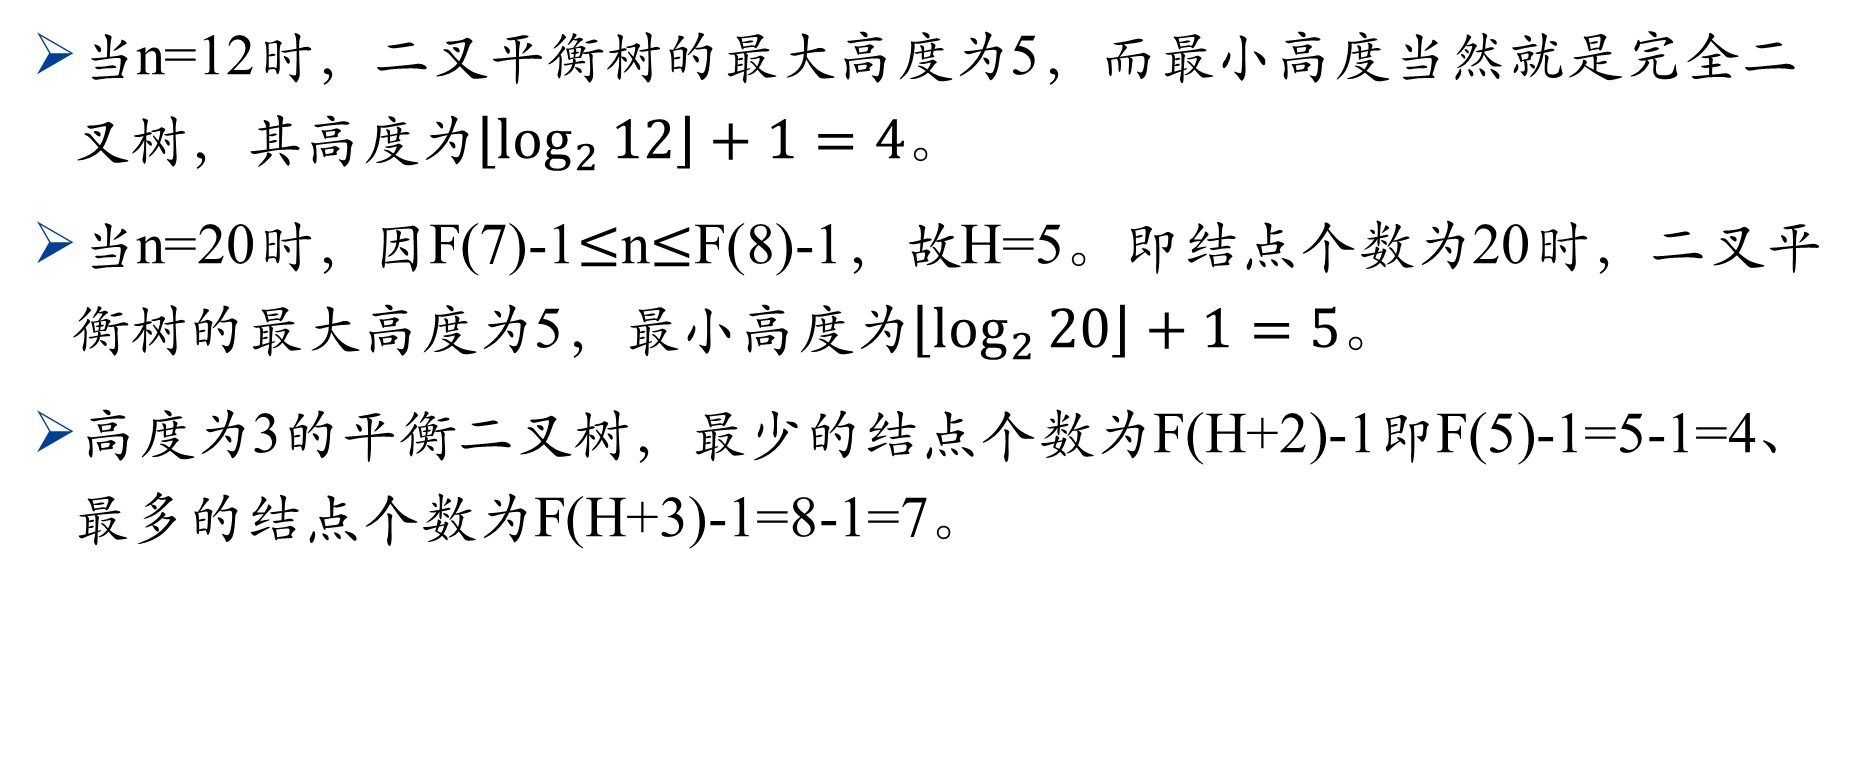 ➢当n=12时，二叉平衡树的最大高度为5，而最小高度当然就是完全二
叉树，其高度为⌊log₂ 12⌋ + 1 = 4。
➢当n=20时，因F(7)-1≤n≤F(8)-1，故H=5。即结点个数为20时，二叉平
衡树的最大高度为5，最小高度为⌊log₂ 20⌋ + 1 = 5。
➢高度为3的平衡二叉树，最少的结点个数为F(H+2)-1即F(5)-1=5-1=4、
最多的结点个数为F(H+3)-1=8-1=7。